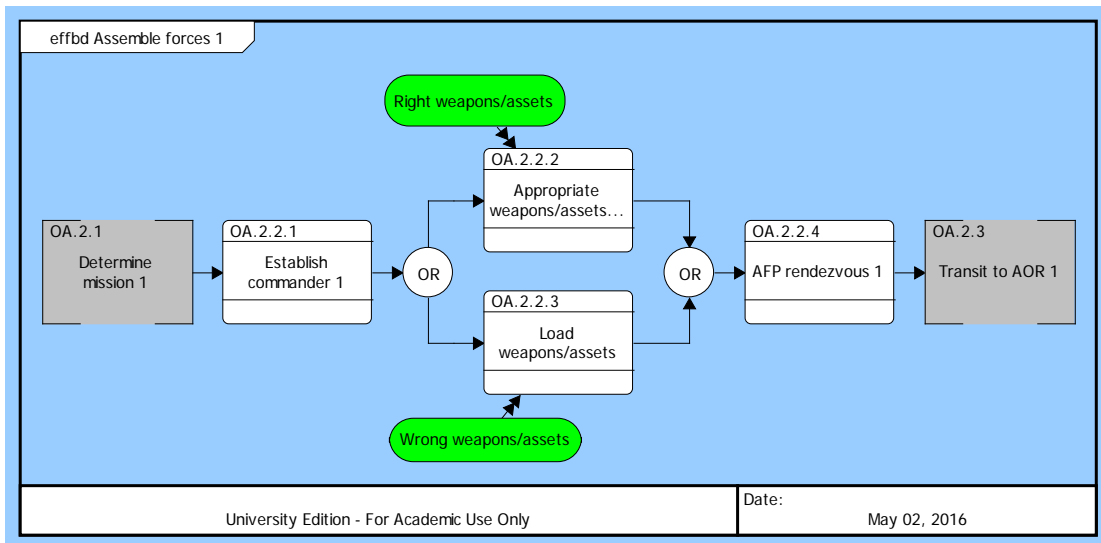 effbd Assemble forces 1
Right weapons/assets
OA.2.2.2
Appropriate
weapons/assets...
OA.2.1
Determine
mission 1
OA.2.2.1
Establish
commander 1
OR
OR
OA.2.2.4
AFP rendezvous 1
OA.2.3
Transit to AOR 1
OA.2.2.3
Load
weapons/assets
Wrong weapons/assets
University Edition - For Academic Use Only
Date:
May 02, 2016